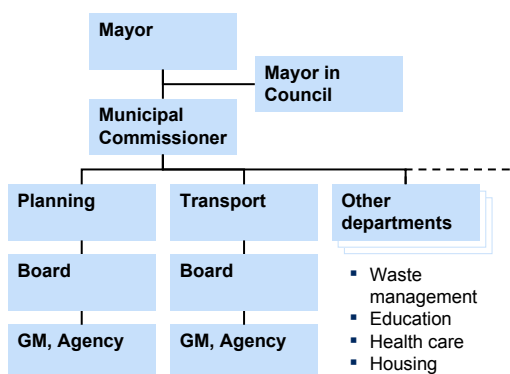 Mayor
Mayor in
Council
Municipal
Commissioner
Planning
Transport
Other
departments
Board
Board
GM, Agency
GM, Agency
▪ Waste
management
▪ Education
▪ Health care
▪ Housing